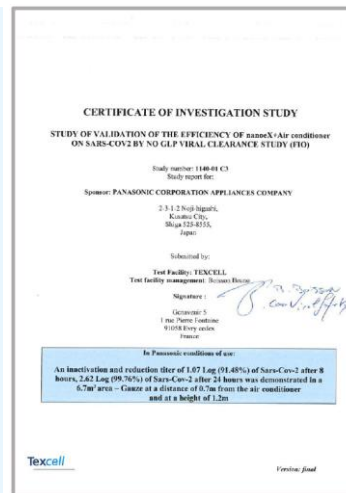 CERTIFICATE OF INVESTIGATION STUDY
STUDY OF VALIDATION OF THE EFFICIENCY OF nanoeX+Air conditioner
ON SARS-COV2 BY NO GLP VIRAL CLEARANCE STUDY (FIO)
Study number: 1140-01 C3
Study report for:
Sponsor: PANASONIC CORPORATION APPLIANCES COMPANY
2-3-1-2 Noji-higashi,
Kusatsu City,
Shiga 525-8555,
Japan
Submitted by:
Test Facility: TEXCELL
Test facility management:
Signature :
Genavenir 5
1 rue Pierre Fontaine
91058 Evry cedex
France
In Panasonic conditions of use:
An inactivation and reduction titer of 1.07 Log (91.48%) of Sars-Cov-2 after 8
hours, 2.62 Log (99.76%) of Sars-Cov-2 after 24 hours was demonstrated in a
6.7m³ area – Gauze at a distance of 0.7m from the air conditioner
and at a height of 1.2m
Texcell
Version: final